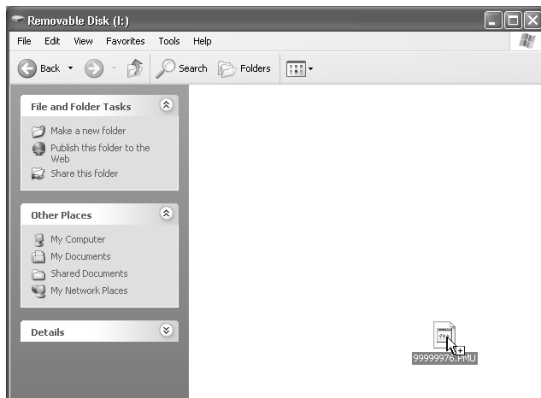 Removable Disk (I:)
File Edit View Favorites Tools Help
Back Search Folders
File and Folder Tasks
Make a new folder
Publish this folder to the
Web
Share this folder
Other Places
My Computer
My Documents
Shared Documents
My Network Places
Details
99999976.PMU